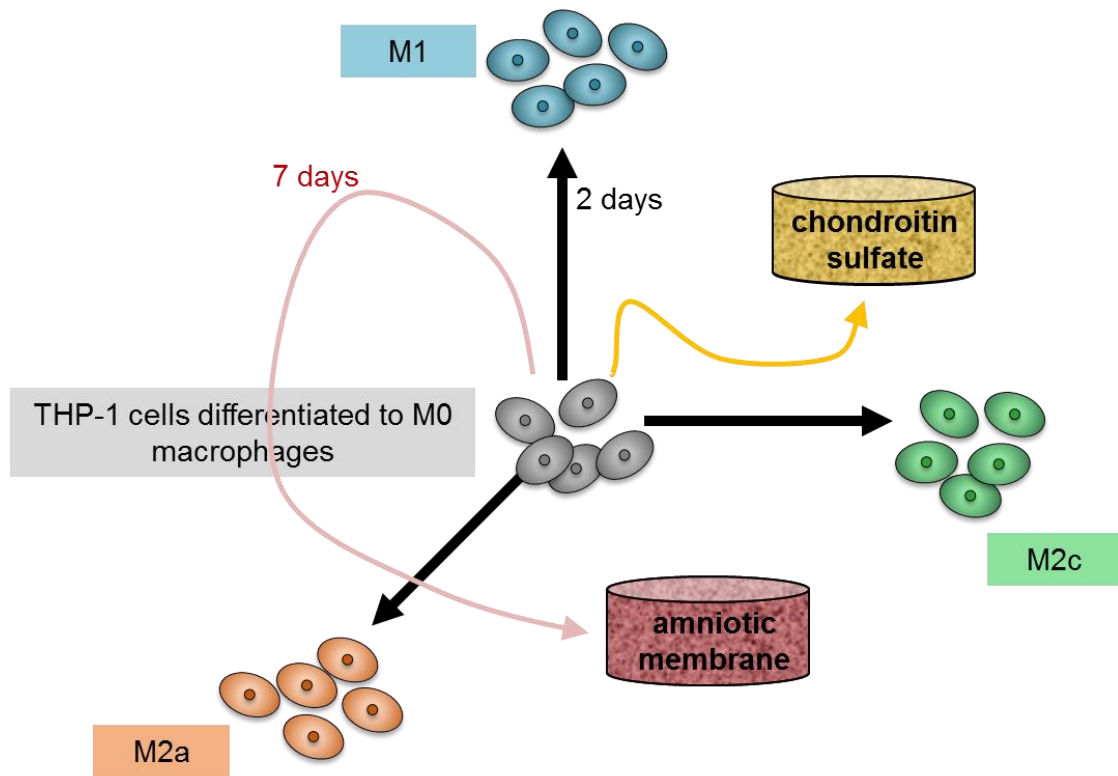 M1
7 days
2 days
chondroitin
sulfate
THP-1 cells differentiated to M0
macrophages
M2c
amniotic
membrane
M2a